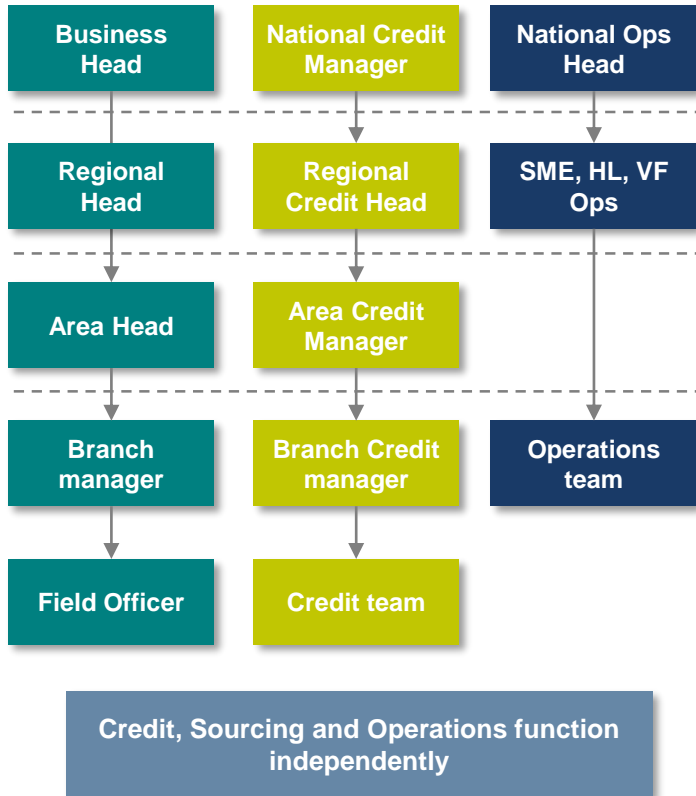 Business
Head
National Credit
Manager
National Ops
Head
Regional
Head
Regional
Credit Head
SME, HL, VF
Ops
Area Head
Area Credit
Manager
Branch
manager
Branch Credit
manager
Operations
team
Field Officer
Credit team
Credit, Sourcing and Operations function
independently